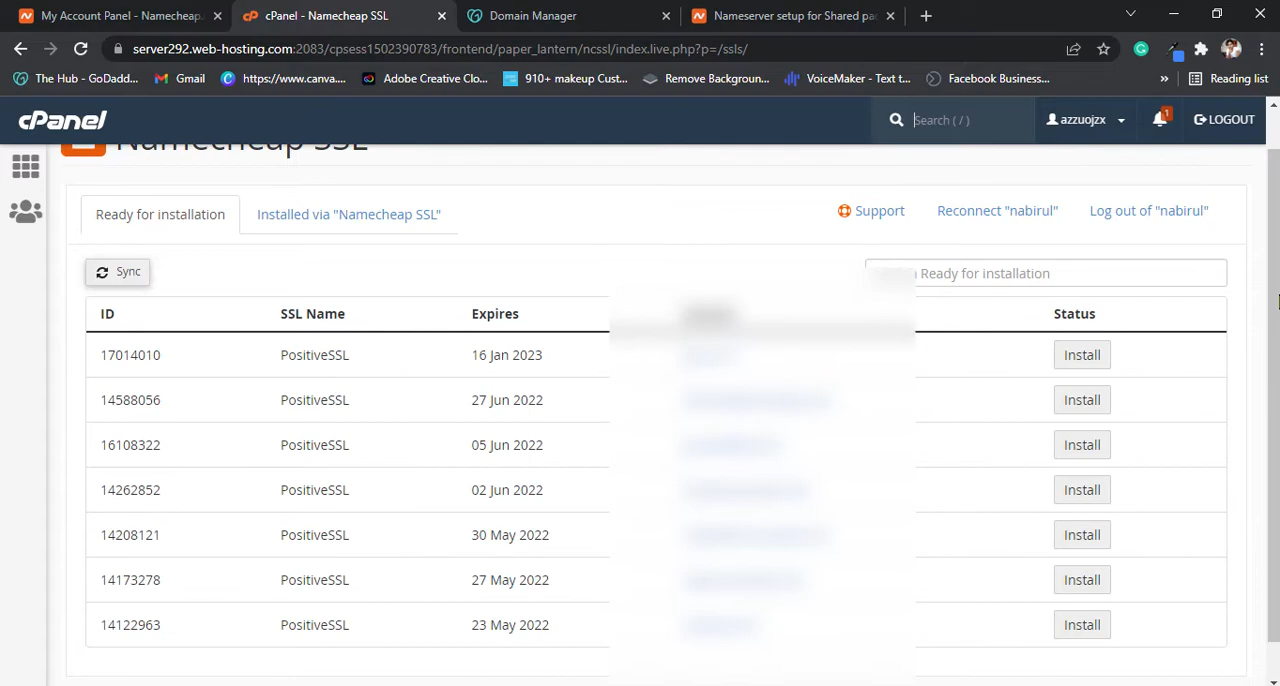 My Account Panel - Namecheap.
cPanel - Namecheap SSL
Domain Manager
Nameserver setup for Shared pac
server292.web-hosting.com:2083/cpsess1502390783/frontend/paper_lantern/ncssl/index.live.php?p=/ssls/
The Hub - GoDadd...
Gmail
https://www.canva....
Adobe Creative Clo...
910+ makeup Cust...
Remove Backgroun...
VoiceMaker - Text t...
Facebook Business...
»
Reading list
cPanel
Search ( / )
azzuojzx
1
LOGOUT
Namecheap SSL
Ready for installation
Installed via "Namecheap SSL"
Support
Reconnect "nabirul"
Log out of "nabirul"
Sync
Ready for installation
ID SSL Name Expires Status
17014010 PositiveSSL 16 Jan 2023 Install
14588056 PositiveSSL 27 Jun 2022 Install
16108322 PositiveSSL 05 Jun 2022 Install
14262852 PositiveSSL 02 Jun 2022 Install
14208121 PositiveSSL 30 May 2022 Install
14173278 PositiveSSL 27 May 2022 Install
14122963 PositiveSSL 23 May 2022 Install